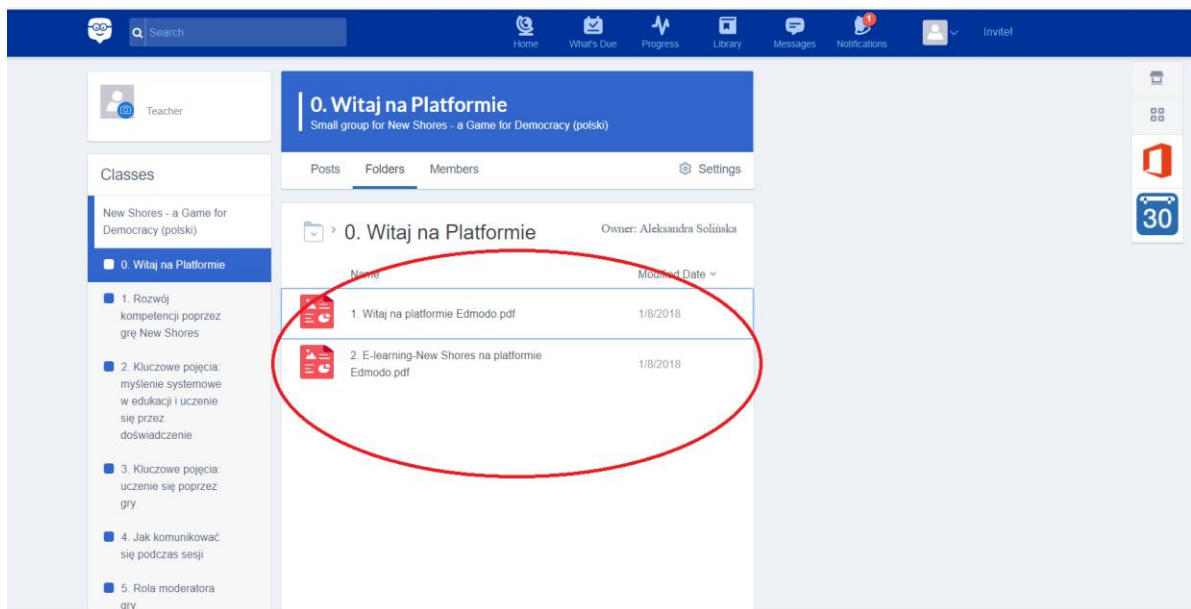 Search
Home
What's Due
Progress
Library
Messages
1
Notifications
Invite!
Teacher
Classes
New Shores - a Game for
Democracy (polski)
0. Witaj na Platformie
1. Rozwój
kompetencji poprzez
grę New Shores
2. Kluczowe pojęcia:
myślenie systemowe
w edukacji i uczenie
się przez
doświadczenie
3. Kluczowe pojęcia:
uczenie się poprzez
gry
4. Jak komunikować
się podczas sesji
5. Rola moderatora
gry
0. Witaj na Platformie
Small group for New Shores - a Game for Democracy (polski)
Posts Folders Members Settings
0. Witaj na Platformie
Owner: Aleksandra Solińska
Name Modified Date
1. Witaj na platformie Edmodo.pdf 1/8/2018
2. E-learning-New Shores na platformie
Edmodo.pdf
1/8/2018
30